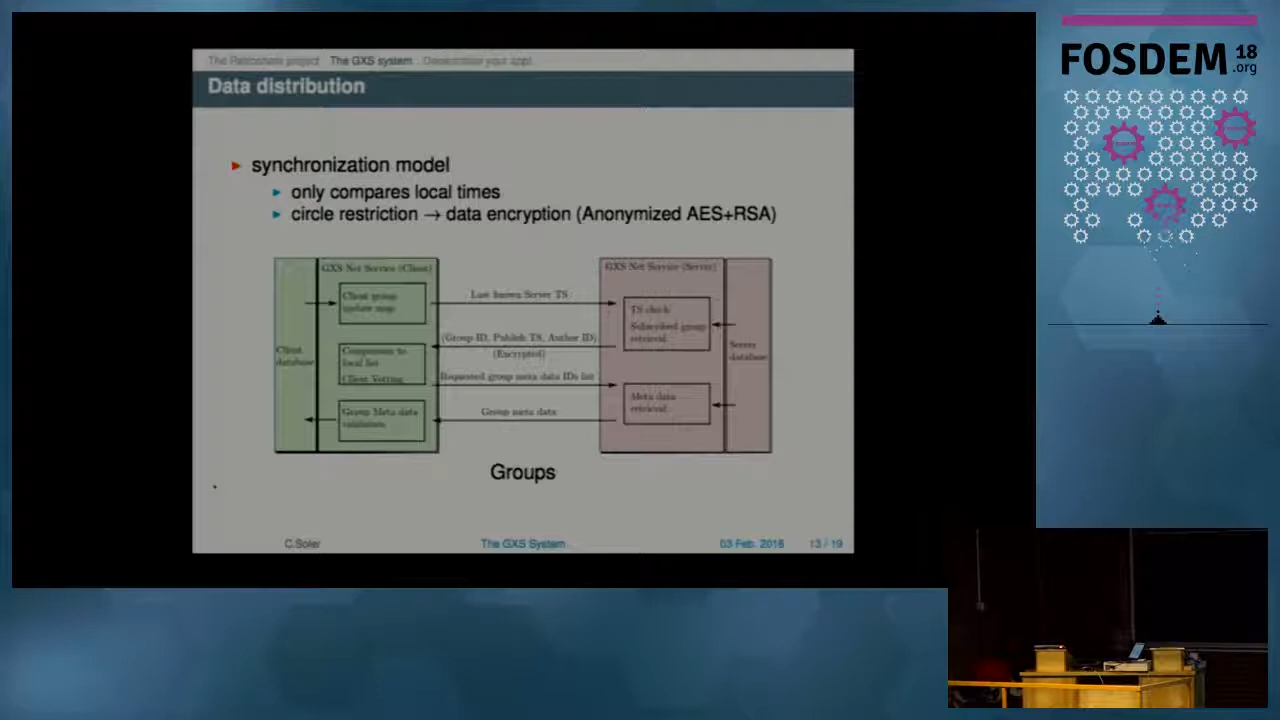 The Retroshare project The GXS system Decentralize your app!
Data distribution
synchronization model
only compares local times
circle restriction → data encryption (Anonymized AES+RSA)
GXS Net Service (Client)
GXS Net Service (Server)
Client group
update map
Last known Server TS
TS check
Subscribed group
retrieval
(Group ID, Publish TS, Author ID)
(Encrypted)
Client
database
Comparison to
local list
Client Vetting
Server
database
Requested group meta data IDs list
Meta data
retrieval
Group Meta data
validation
Group meta data
Groups
C.Soler
The GXS System
03 Feb. 2018
13 / 19
FOSDEM 18
.org